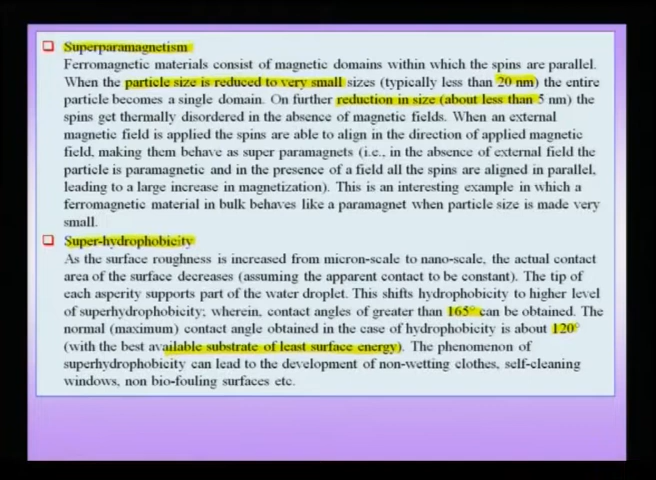 Superparamagnetism
Ferromagnetic materials consist of magnetic domains within which the spins are parallel.
When the particle size is reduced to very small sizes (typically less than 20 nm) the entire
particle becomes a single domain. On further reduction in size (about less than 5 nm) the
spins get thermally disordered in the absence of magnetic fields. When an external
magnetic field is applied the spins are able to align in the direction of applied magnetic
field, making them behave as super paramagnets (i.e., in the absence of external field the
particle is paramagnetic and in the presence of a field all the spins are aligned in parallel,
leading to a large increase in magnetization). This is an interesting example in which a
ferromagnetic material in bulk behaves like a paramagnet when particle size is made very
small.
Super-hydrophobicity
As the surface roughness is increased from micron-scale to nano-scale, the actual contact
area of the surface decreases (assuming the apparent contact to be constant). The tip of
each asperity supports part of the water droplet. This shifts hydrophobicity to higher level
of superhydrophobicity; wherein, contact angles of greater than 165° can be obtained. The
normal (maximum) contact angle obtained in the case of hydrophobicity is about 120°
(with the best available substrate of least surface energy). The phenomenon of
superhydrophobicity can lead to the development of non-wetting clothes, self-cleaning
windows, non bio-fouling surfaces etc.